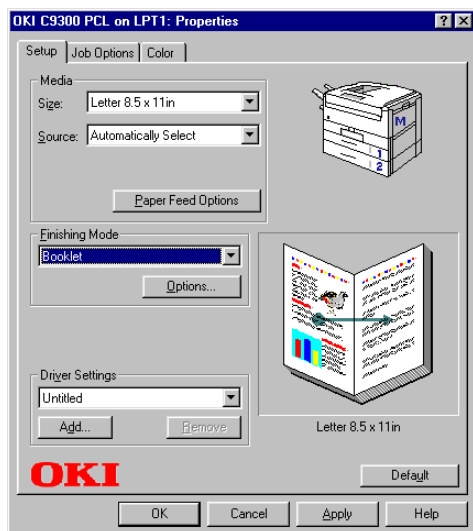 OKI C9300 PCL on LPT1: Properties
Setup Job Options Color
Media
Size: Letter 8.5 x 11in
Source: Automatically Select
Paper Feed Options
M
1
2
Finishing Mode
Booklet
Options...
Driver Settings
Untitled
Add... Remove
Letter 8.5 x 11in
OKI
Default
OK Cancel Apply Help